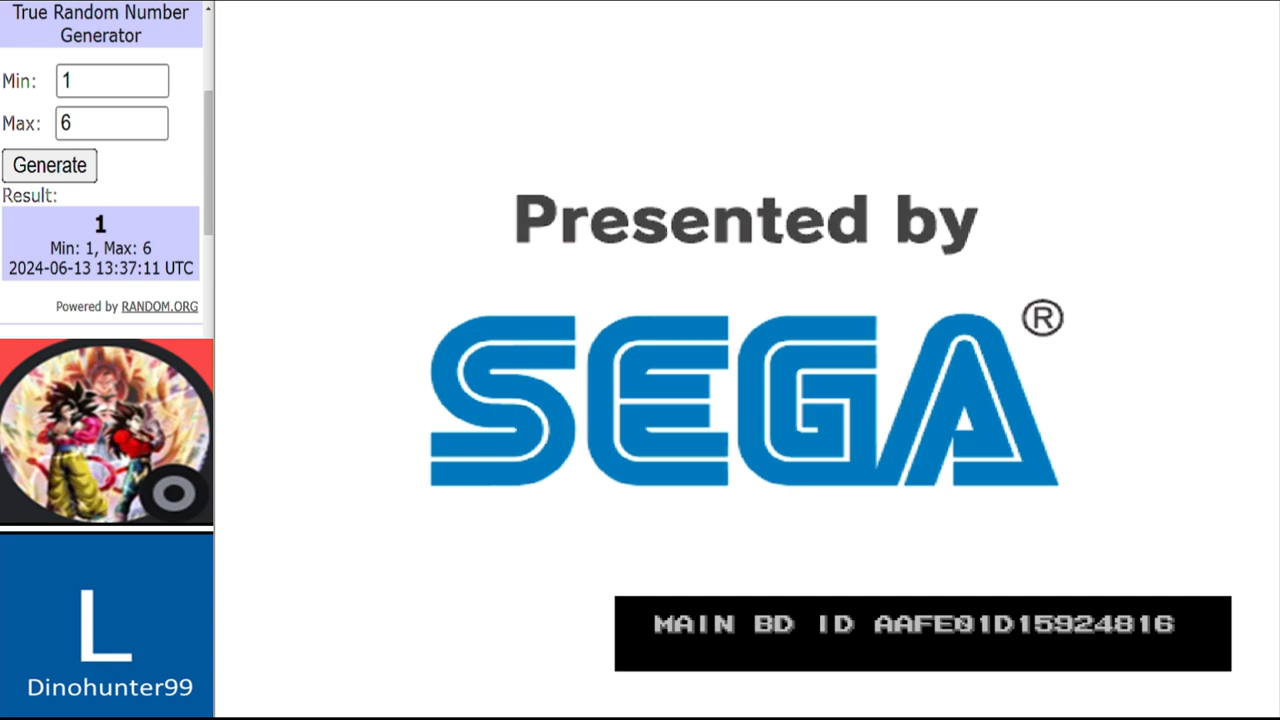 True Random Number
Generator
Min: 1
Max: 6
Generate
Result:
1
Min: 1, Max: 6
2024-06-13 13:37:11 UTC
Powered by RANDOM.ORG
L
Dinohunter99
Presented by
SEGA®
MAIN BD ID AAFE01D15924816